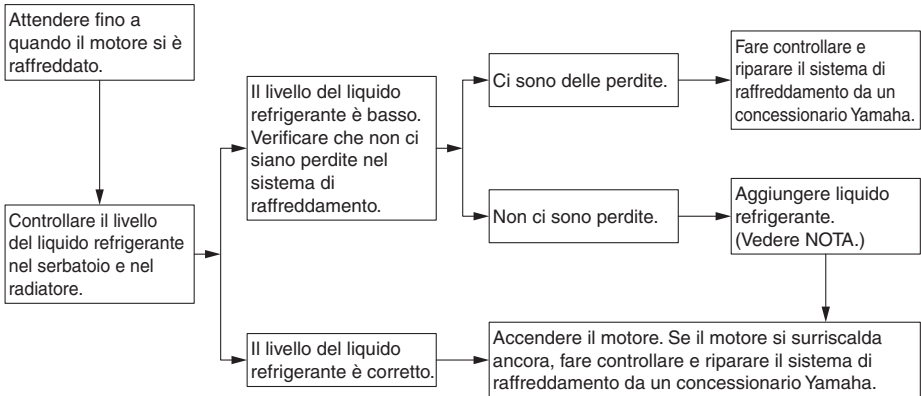 Attendere fino a
quando il motore si è
raffreddato.
Controllare il livello
del liquido refrigerante
nel serbatoio e nel
radiatore.
Il livello del liquido
refrigerante è basso.
Verificare che non ci
siano perdite nel
sistema di
raffreddamento.
Il livello del liquido
refrigerante è corretto.
Ci sono delle perdite.
Non ci sono perdite.
Fare controllare e
riparare il sistema di
raffreddamento da un
concessionario Yamaha.
Aggiungere liquido
refrigerante.
(Vedere NOTA.)
Accendere il motore. Se il motore si surriscalda
ancora, fare controllare e riparare il sistema di
raffreddamento da un concessionario Yamaha.